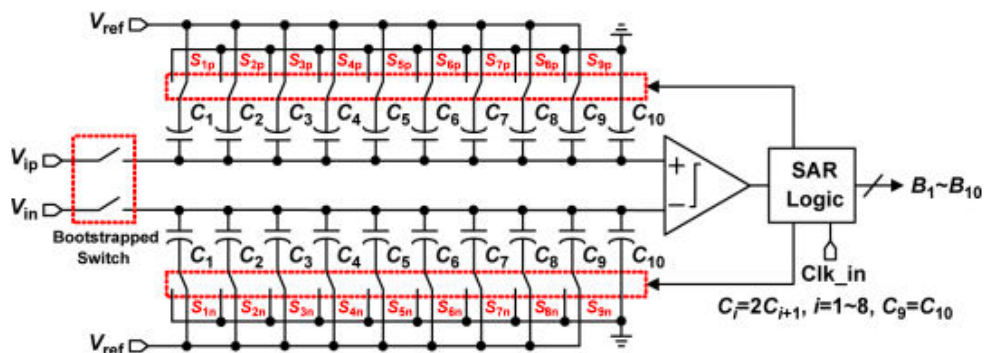 Vref
S1p S2p S3p S4p S5p S6p S7p S8p S9p
C1 C2 C3 C4 C5 C6 C7 C8 C9 C10
Vip
+
SAR
Logic
B1~B10
Vin
−
Bootstrapped
Switch
C1 C2 C3 C4 C5 C6 C7 C8 C9 C10
Clk_in
S1n S2n S3n S4n S5n S6n S7n S8n S9n
Ci=2Ci+1, i=1~8, C9=C10
Vref